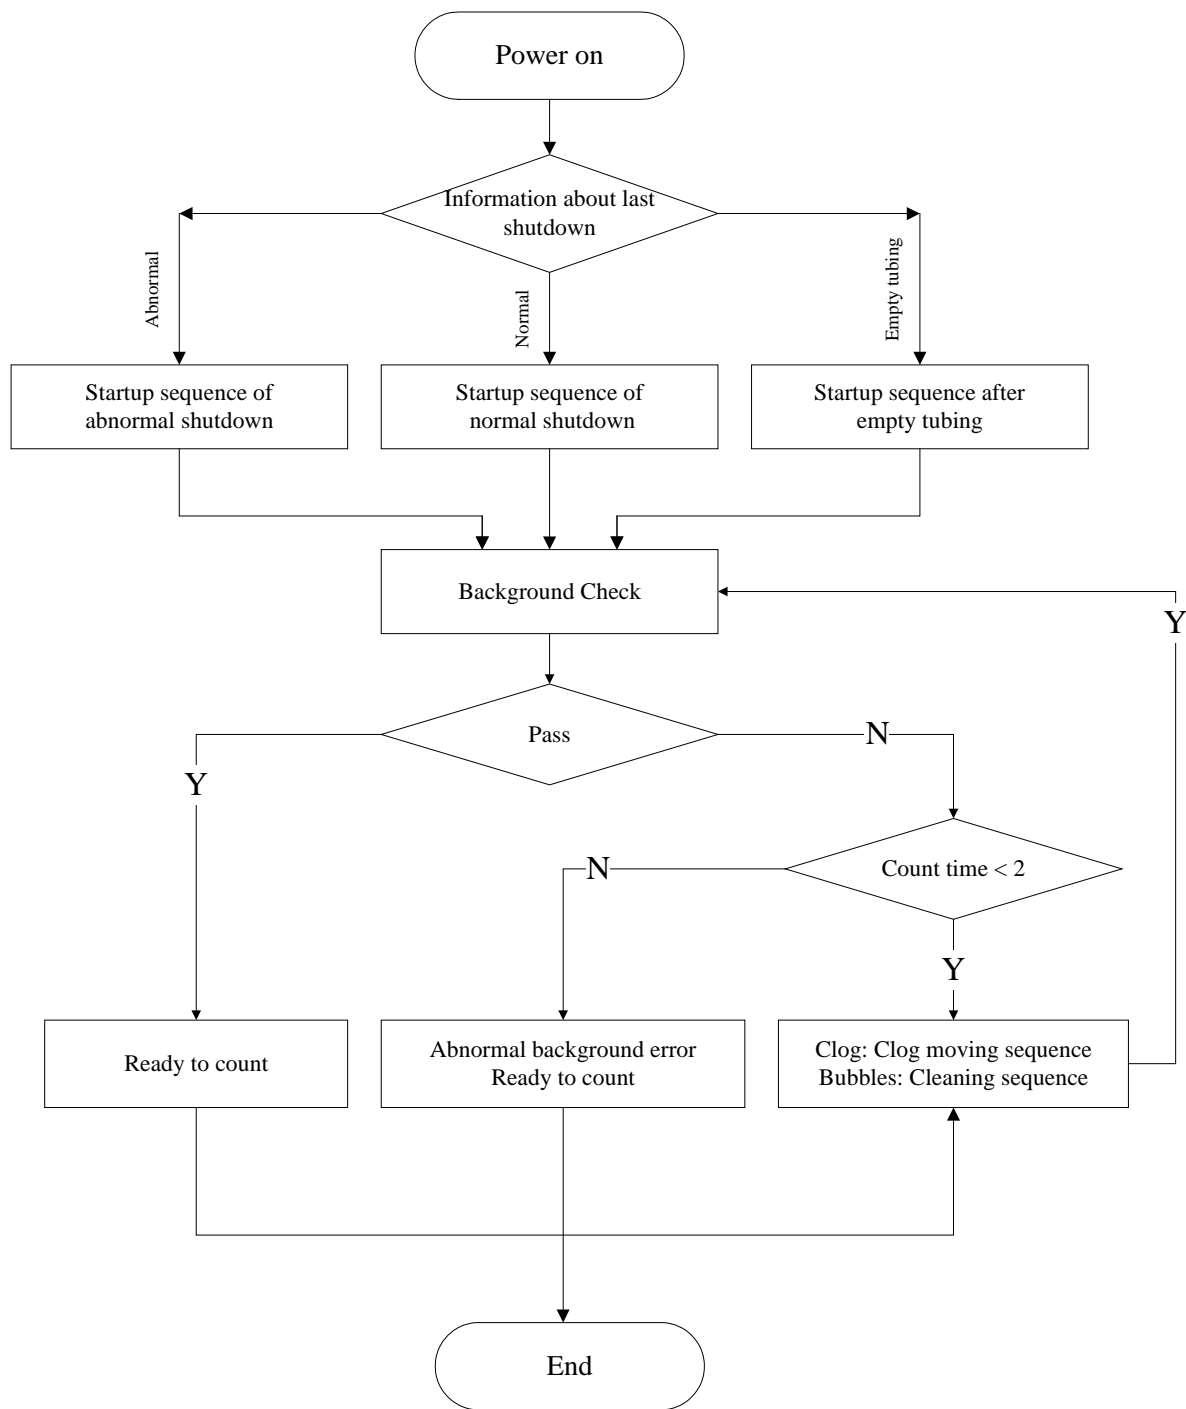 Power on
Information about last
shutdown
Abnormal
Normal
Empty tubing
Startup sequence of
abnormal shutdown
Startup sequence of
normal shutdown
Startup sequence after
empty tubing
Background Check
Y
Pass
N
Y
Count time < 2
N
Y
Ready to count
Abnormal background error
Ready to count
Clog: Clog moving sequence
Bubbles: Cleaning sequence
End